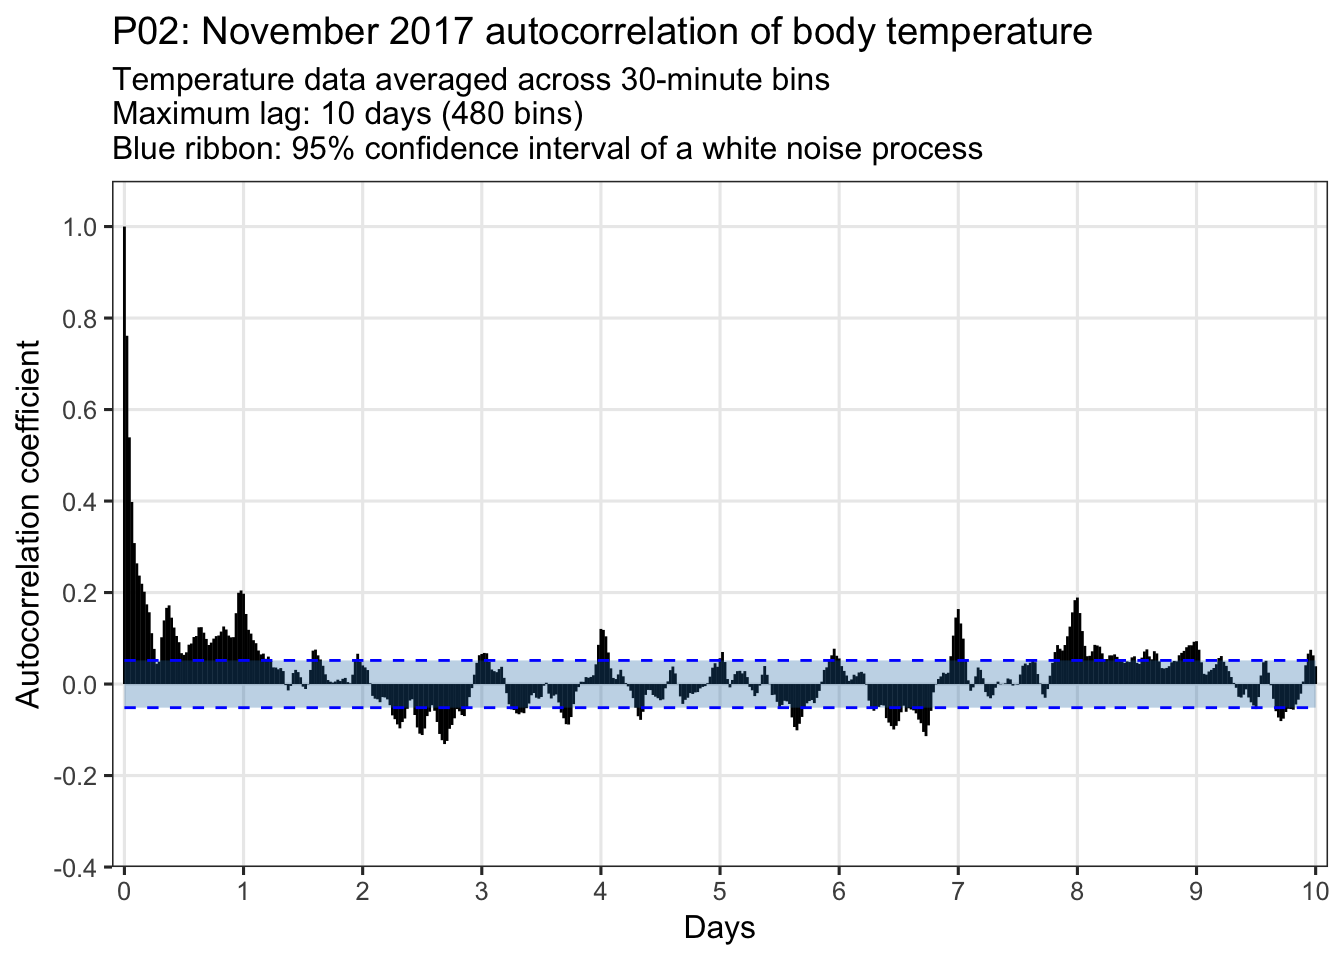 P02: November 2017 autocorrelation of body temperature
Temperature data averaged across 30-minute bins
Maximum lag: 10 days (480 bins)
Blue ribbon: 95% confidence interval of a white noise process
Autocorrelation coefficient
1.0
0.8
0.6
0.4
0.2
0.0
-0.2
-0.4
0 1 2 3 4 5 6 7 8 9 10
Days